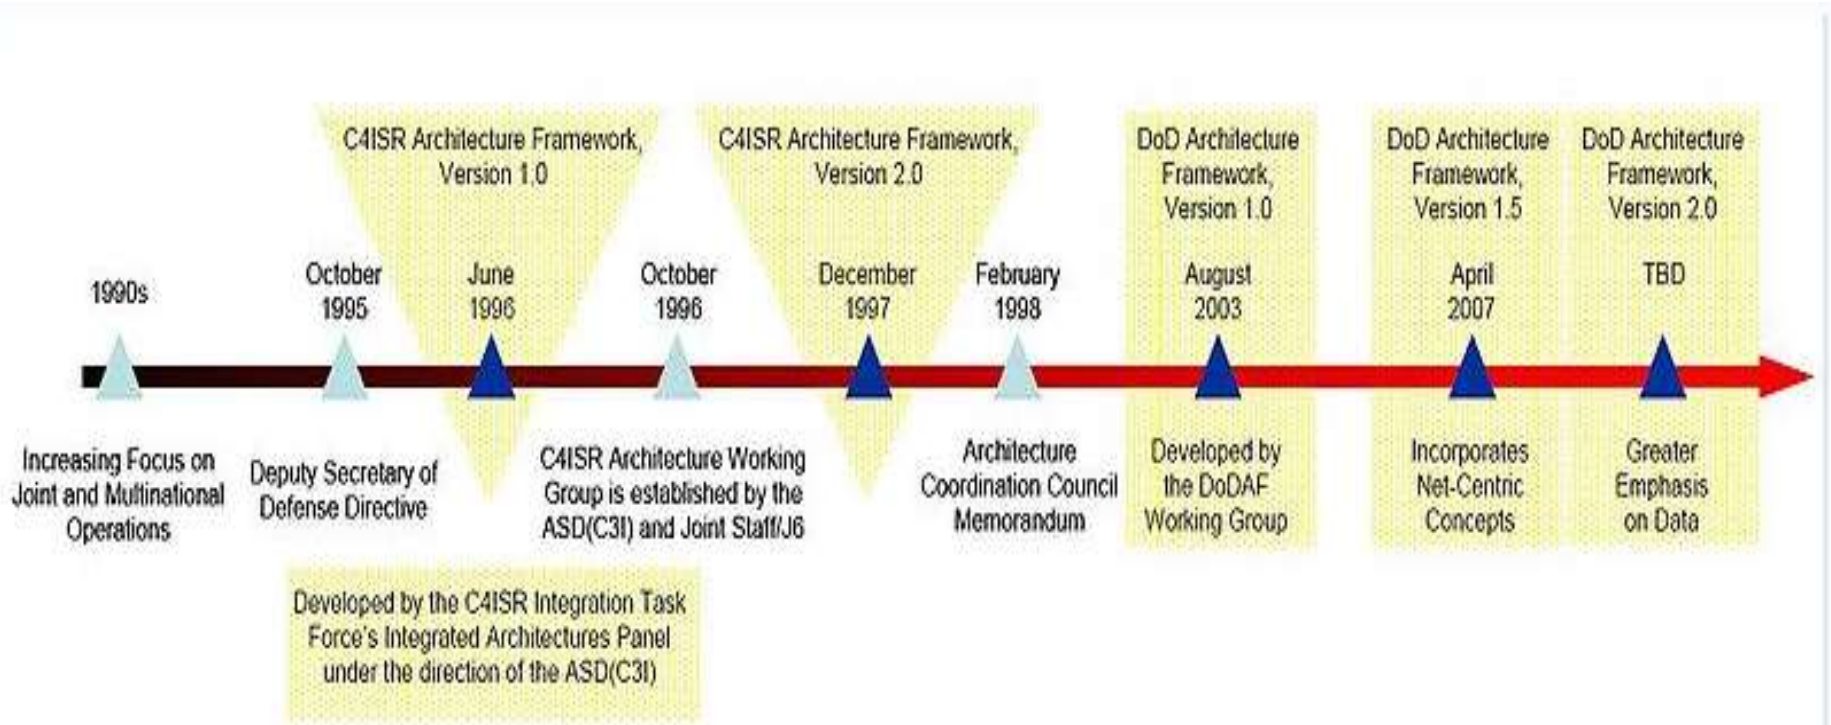 C4ISR Architecture Framework,
Version 1.0
C4ISR Architecture Framework,
Version 2.0
DoD Architecture
Framework,
Version 1.0
DoD Architecture
Framework,
Version 1.5
DoD Architecture
Framework,
Version 2.0
1990s
October
1995
June
1996
October
1996
December
1997
February
1998
August
2003
April
2007
TBD
Increasing Focus on
Joint and Multinational
Operations
Deputy Secretary of
Defense Directive
C4ISR Architecture Working
Group is established by the
ASD(C3I) and Joint Staff/J6
Architecture
Coordination Council
Memorandum
Developed by
the DoDAF
Working Group
Incorporates
Net-Centric
Concepts
Greater
Emphasis
on Data
Developed by the C4ISR Integration Task
Force's Integrated Architectures Panel
under the direction of the ASD(C3I)